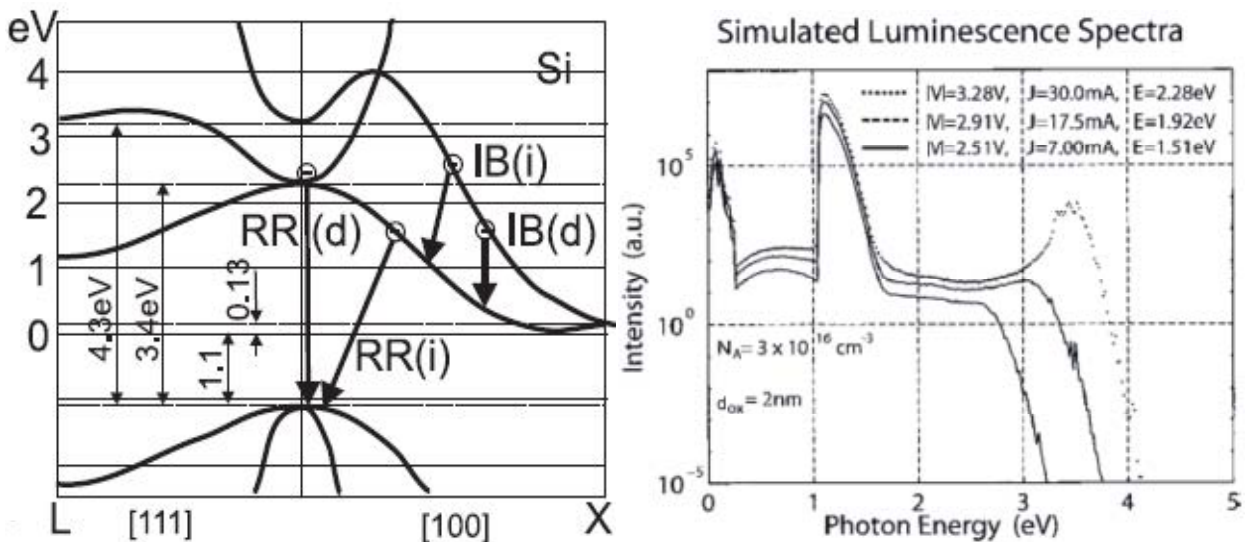 eV
4
3
2
1
0
Si
IB(i)
IB(d)
RR (d)
RR(i)
4.3eV
3.4eV
1.1
0.13
L [111] [100] X
Simulated Luminescence Spectra
|V|=3.28V, J=30.0mA, E=2.28eV
|V|=2.91V, J=17.5mA, E=1.92eV
|V|=2.51V, J=7.00mA, E=1.51eV
Intensity (a.u.)
10^5
10^0
10^-5
N_A= 3 x 10^16 cm^-3
d_ox= 2nm
0 1 2 3 4 5
Photon Energy (eV)